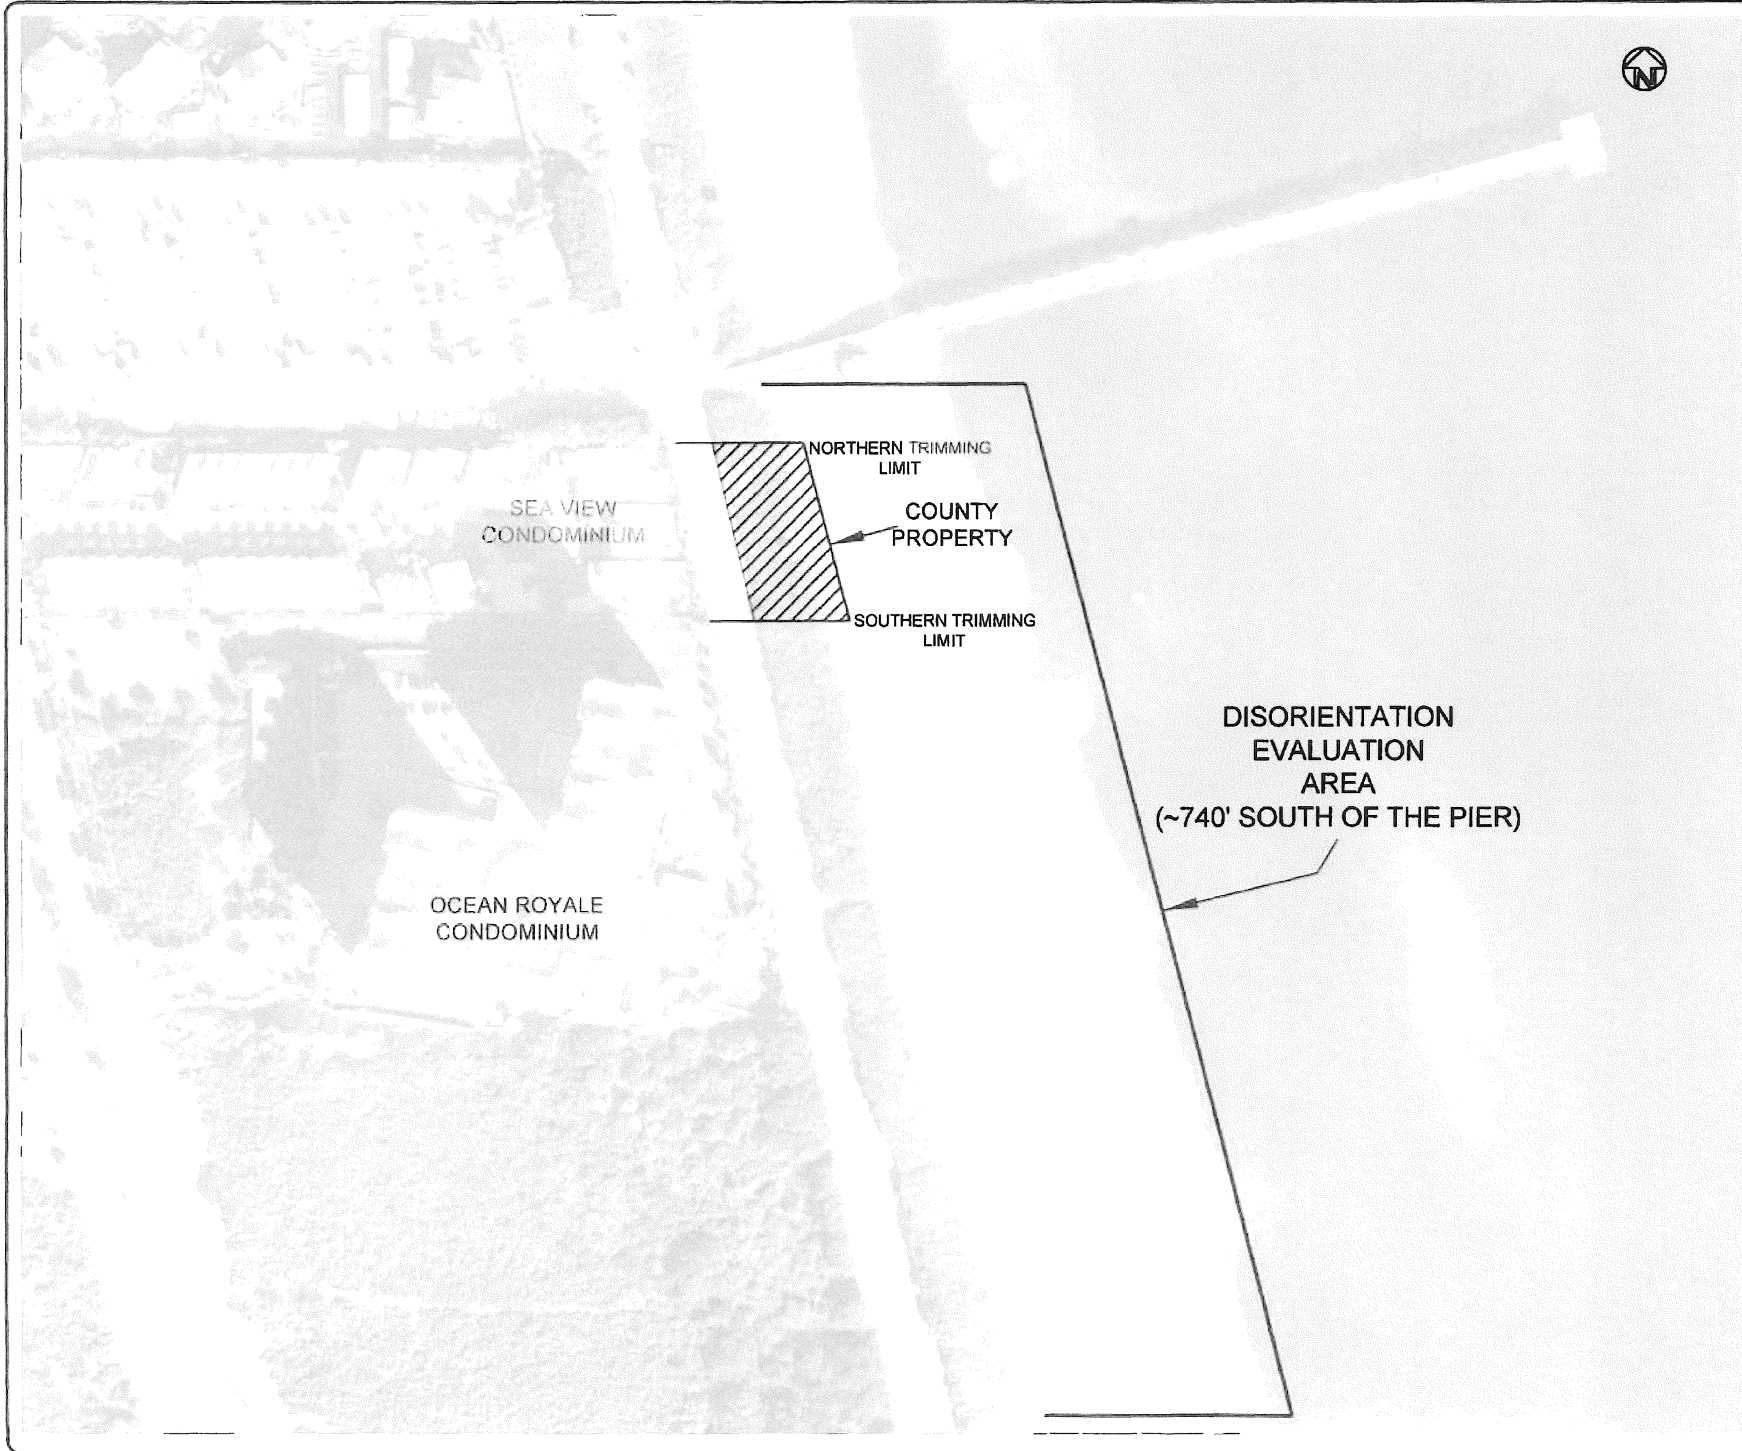 N
NORTHERN TRIMMING
LIMIT
SEA VIEW
CONDOMINIUM
COUNTY
PROPERTY
SOUTHERN TRIMMING
LIMIT
DISORIENTATION
EVALUATION
AREA
(~740' SOUTH OF THE PIER)
OCEAN ROYALE
CONDOMINIUM